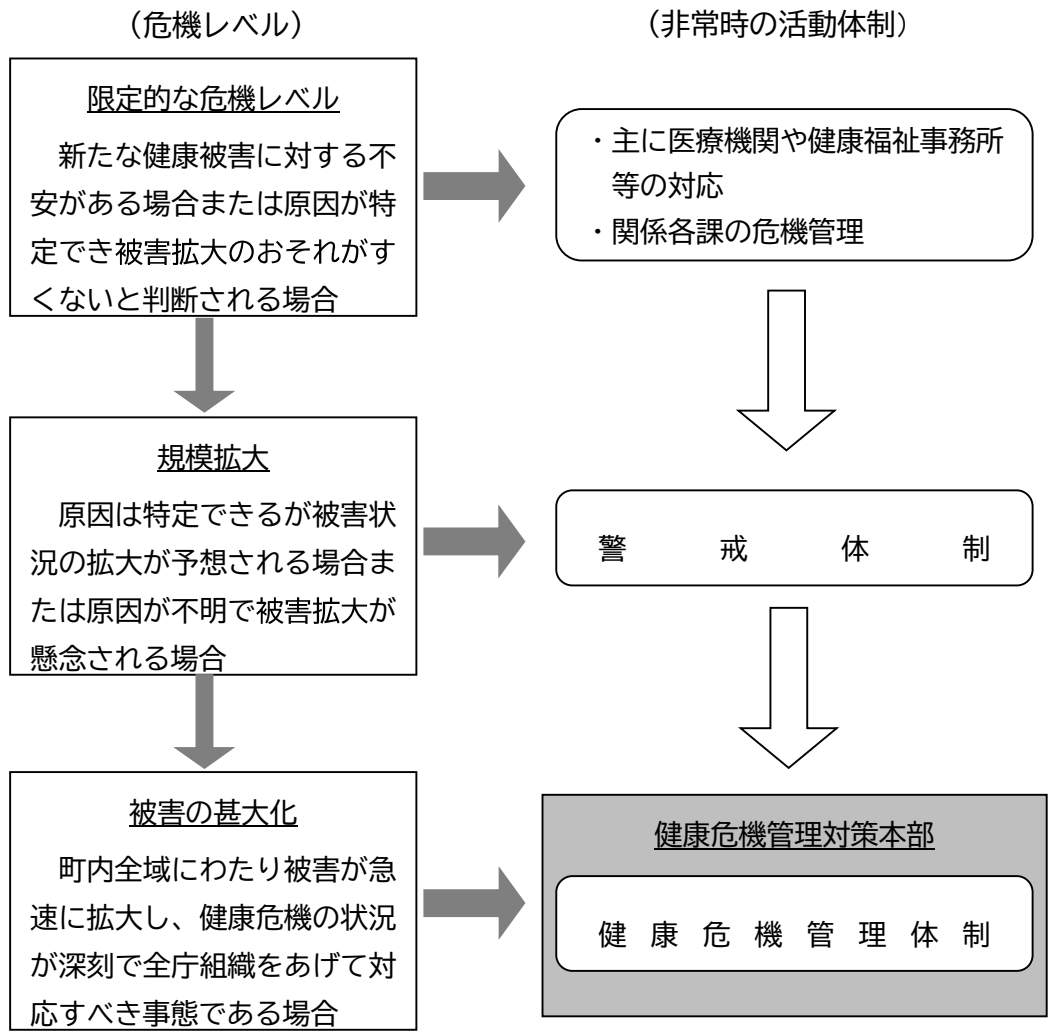 （危機レベル）
（非常時の活動体制）
限定的な危機レベル
新たな健康被害に対する不
安がある場合または原因が特
定でき被害拡大のおそれがす
くないと判断される場合
・主に医療機関や健康福祉事務所
等の対応
・関係各課の危機管理
規模拡大
原因は特定できるが被害状
況の拡大が予想される場合ま
たは原因が不明で被害拡大が
懸念される場合
警戒体制
被害の甚大化
町内全域にわたり被害が急
速に拡大し、健康危機の状況
が深刻で全庁組織をあげて対
応すべき事態である場合
健康危機管理対策本部
健康危機管理体制